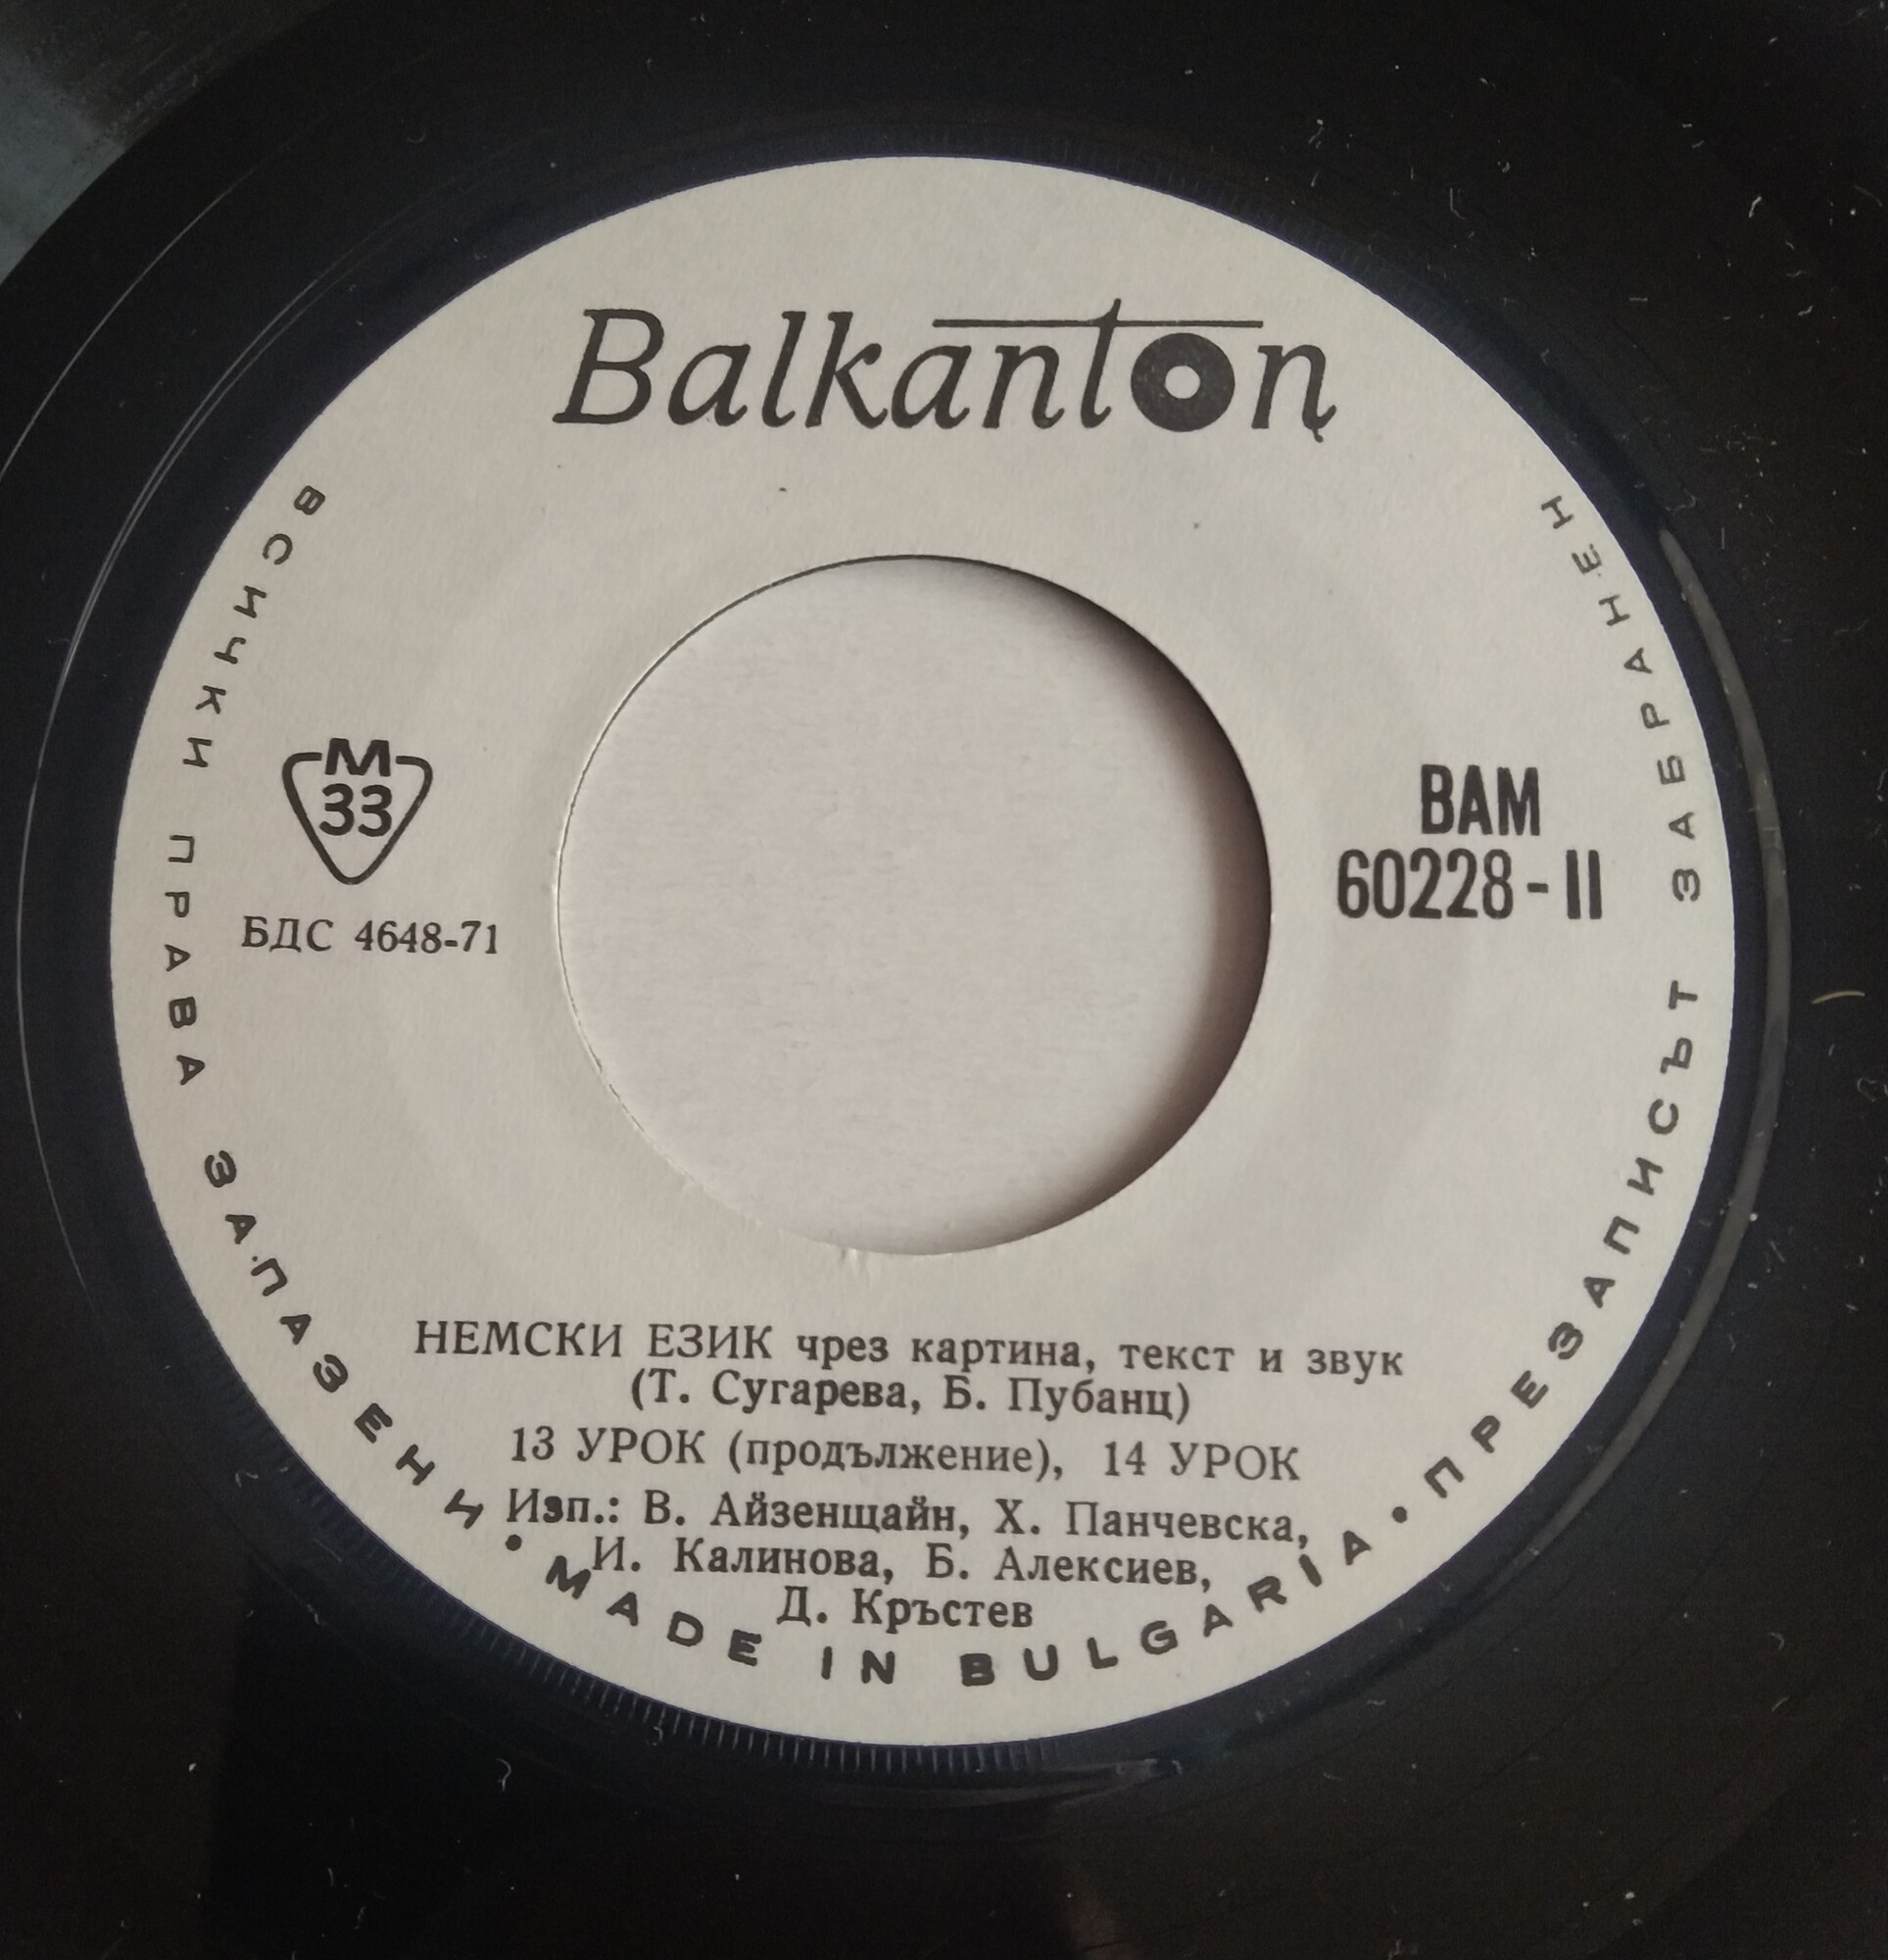 Balkanton
M
33
БДС 4648-71
ВАМ
60228-II
НЕМСКИ ЕЗИК чрез картина, текст и звук
(Т. Сугарева, Б. Пубанц)
13 УРОК (продължение), 14 УРОК
Изп.: В. Айзенщайн, Х. Панчевска,
И. Калинова, Б. Алексиев,
Д. Кръстев
ВСИЧКИ ПРАВА ЗАПАЗЕНИ • MADE IN BULGARIA • ПРЕЗАПИСЪТ ЗАБРАНЕН